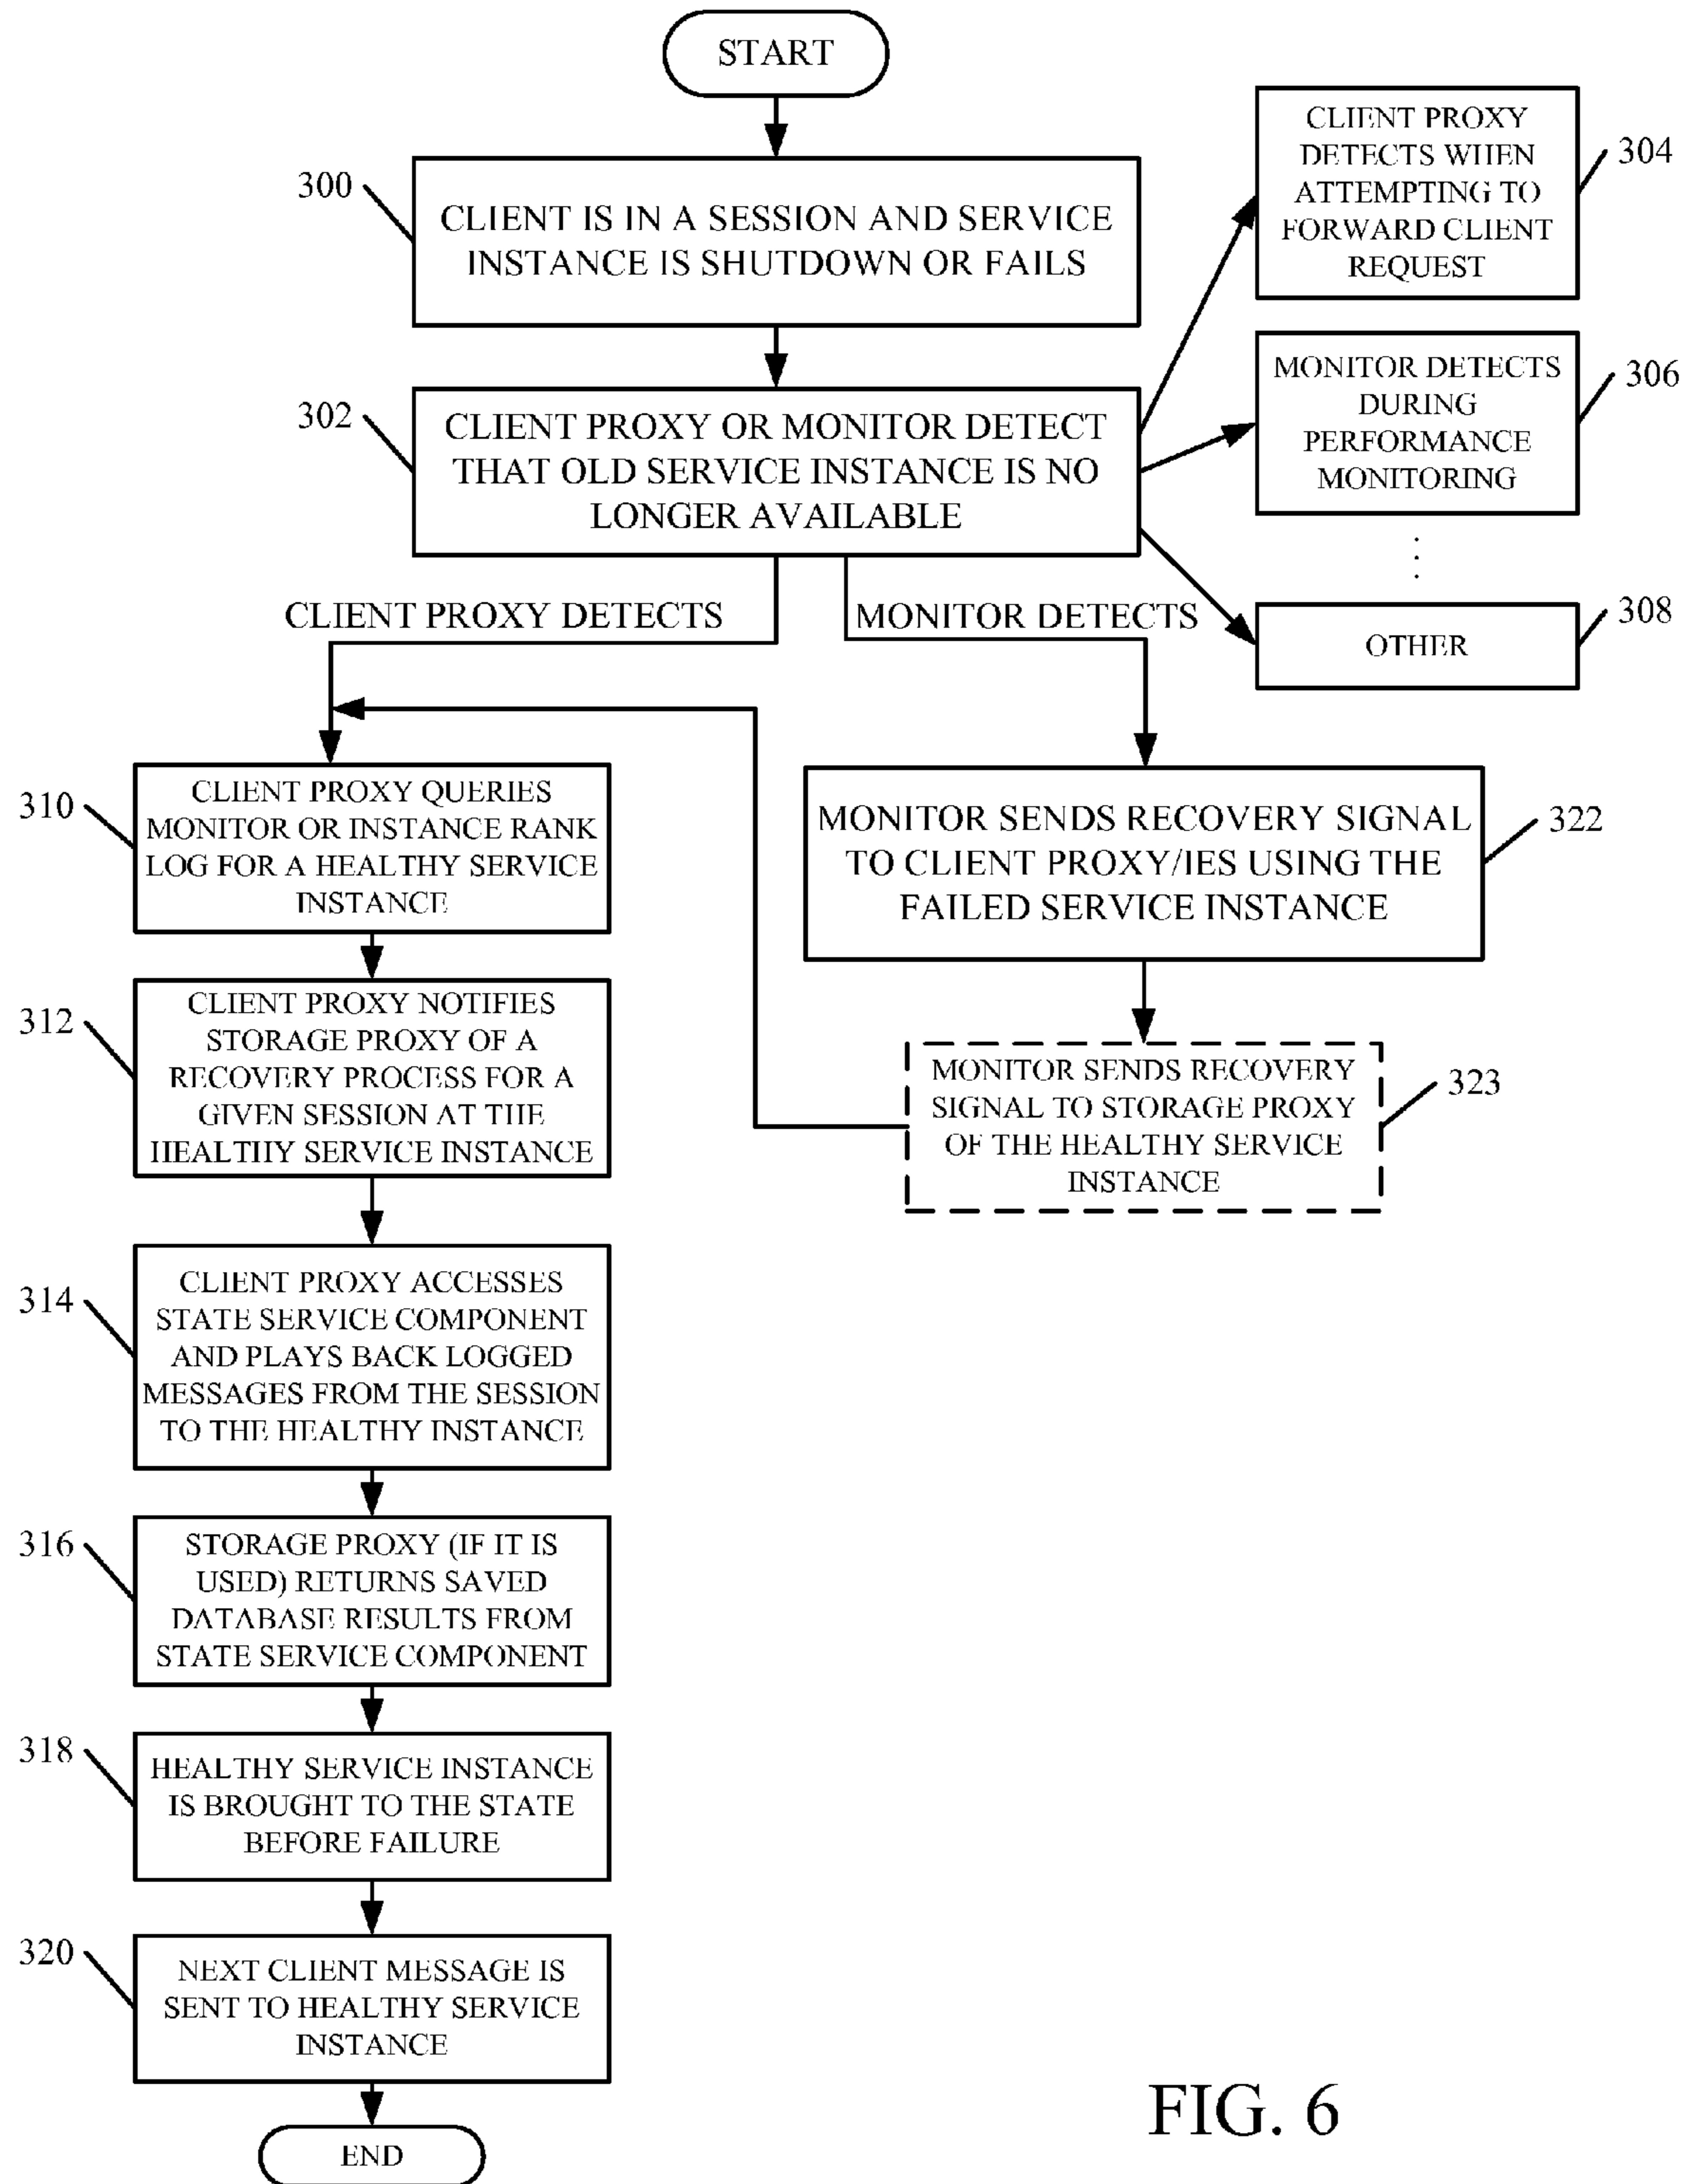 START
300
CLIENT IS IN A SESSION AND SERVICE
INSTANCE IS SHUTDOWN OR FAILS
302
CLIENT PROXY OR MONITOR DETECT
THAT OLD SERVICE INSTANCE IS NO
LONGER AVAILABLE
CLIENT PROXY
DETECTS WHEN
ATTEMPTING TO
FORWARD CLIENT
REQUEST
304
MONITOR DETECTS
DURING
PERFORMANCE
MONITORING
306
OTHER
308
CLIENT PROXY DETECTS
MONITOR DETECTS
310
CLIENT PROXY QUERIES
MONITOR OR INSTANCE RANK
LOG FOR A HEALTHY SERVICE
INSTANCE
312
CLIENT PROXY NOTIFIES
STORAGE PROXY OF A
RECOVERY PROCESS FOR A
GIVEN SESSION AT THE
HEALTHY SERVICE INSTANCE
314
CLIENT PROXY ACCESSES
STATE SERVICE COMPONENT
AND PLAYS BACK LOGGED
MESSAGES FROM THE SESSION
TO THE HEALTHY INSTANCE
316
STORAGE PROXY (IF IT IS
USED) RETURNS SAVED
DATABASE RESULTS FROM
STATE SERVICE COMPONENT
318
HEALTHY SERVICE INSTANCE
IS BROUGHT TO THE STATE
BEFORE FAILURE
320
NEXT CLIENT MESSAGE IS
SENT TO HEALTHY SERVICE
INSTANCE
END
MONITOR SENDS RECOVERY SIGNAL
TO CLIENT PROXY/IES USING THE
FAILED SERVICE INSTANCE
322
MONITOR SENDS RECOVERY
SIGNAL TO STORAGE PROXY
OF THE HEALTHY SERVICE
INSTANCE
323
FIG. 6